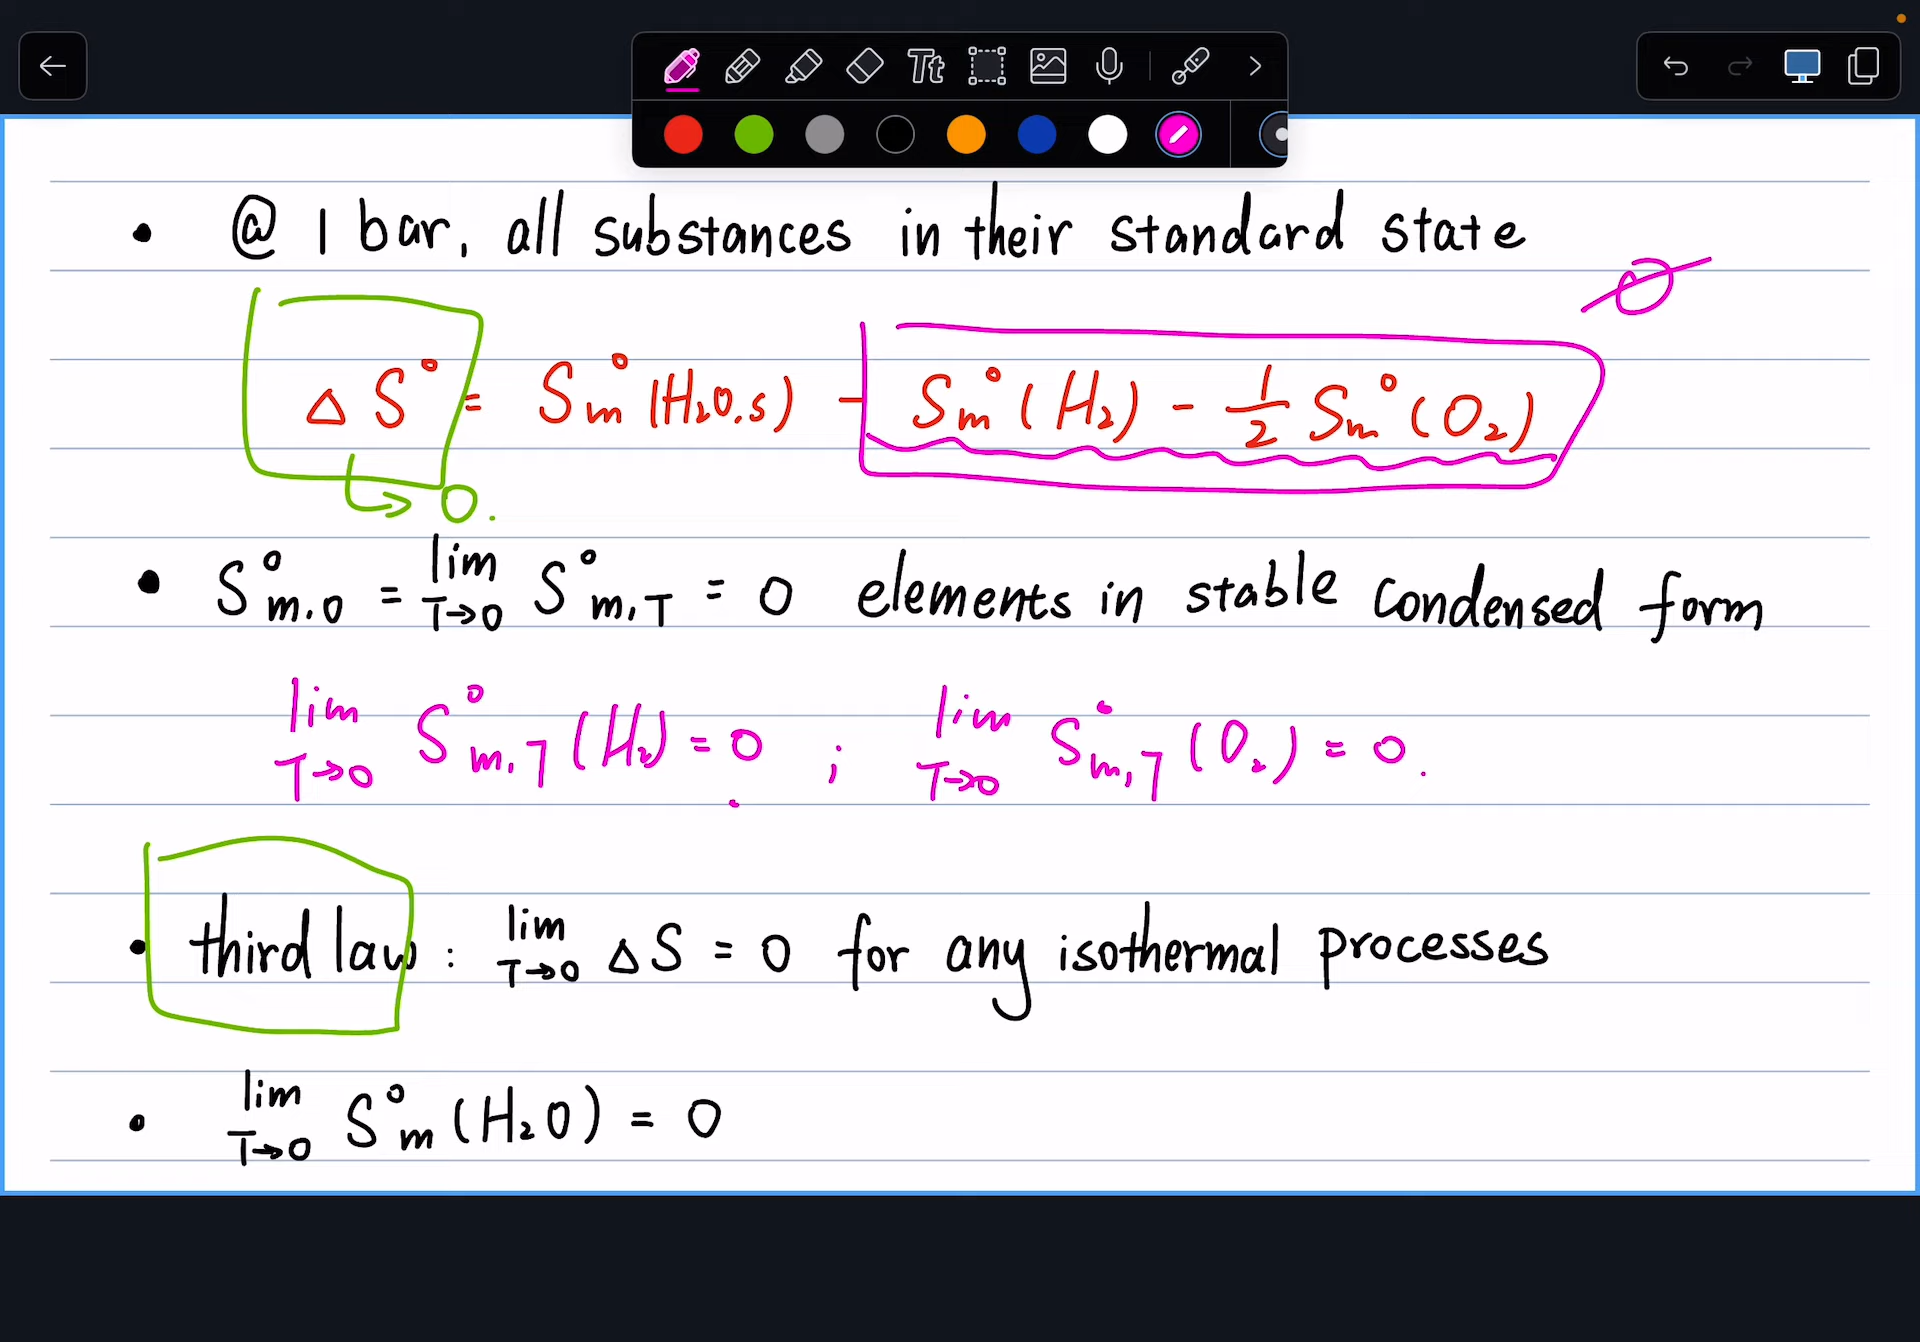 Tt
• @ 1 bar, all substances in their standard state
0
△ S° = Sm°(H₂O,s) - Sm°(H₂) - 1/2 Sm°(O₂)
↳ 0.
• S°m,0 = lim T→0 S°m,T = 0 elements in stable condensed form
lim T→0 S°m,T (H₂) = 0 ; lim T→0 S°m,T (O₂) = 0.
• third law : lim T→0 △S = 0 for any isothermal processes
• lim T→0 S°m (H₂O) = 0